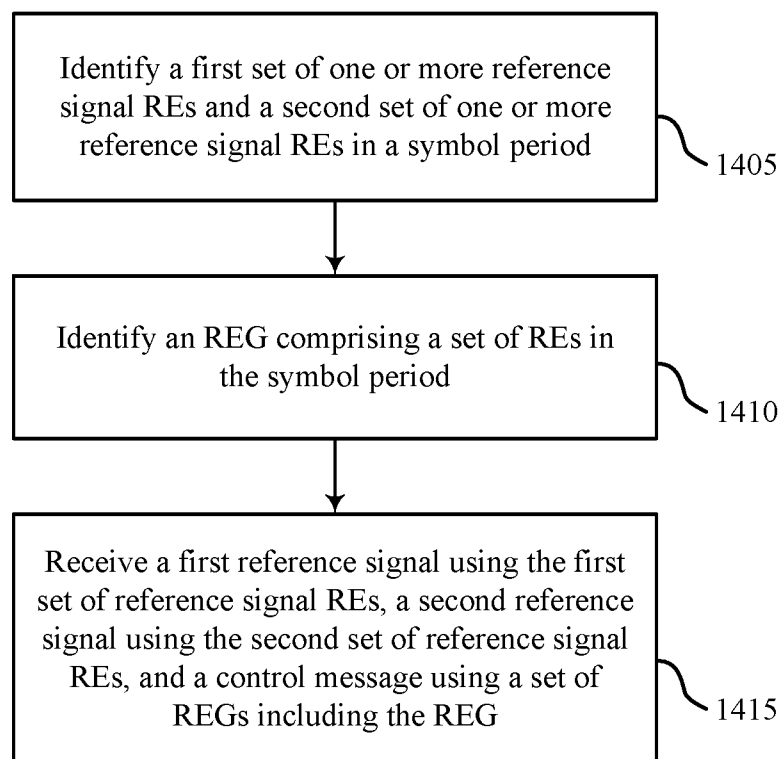 Identify a first set of one or more reference
signal REs and a second set of one or more
reference signal REs in a symbol period
1405
Identify an REG comprising a set of REs in
the symbol period
1410
Receive a first reference signal using the first
set of reference signal REs, a second reference
signal using the second set of reference signal
REs, and a control message using a set of
REGs including the REG
1415